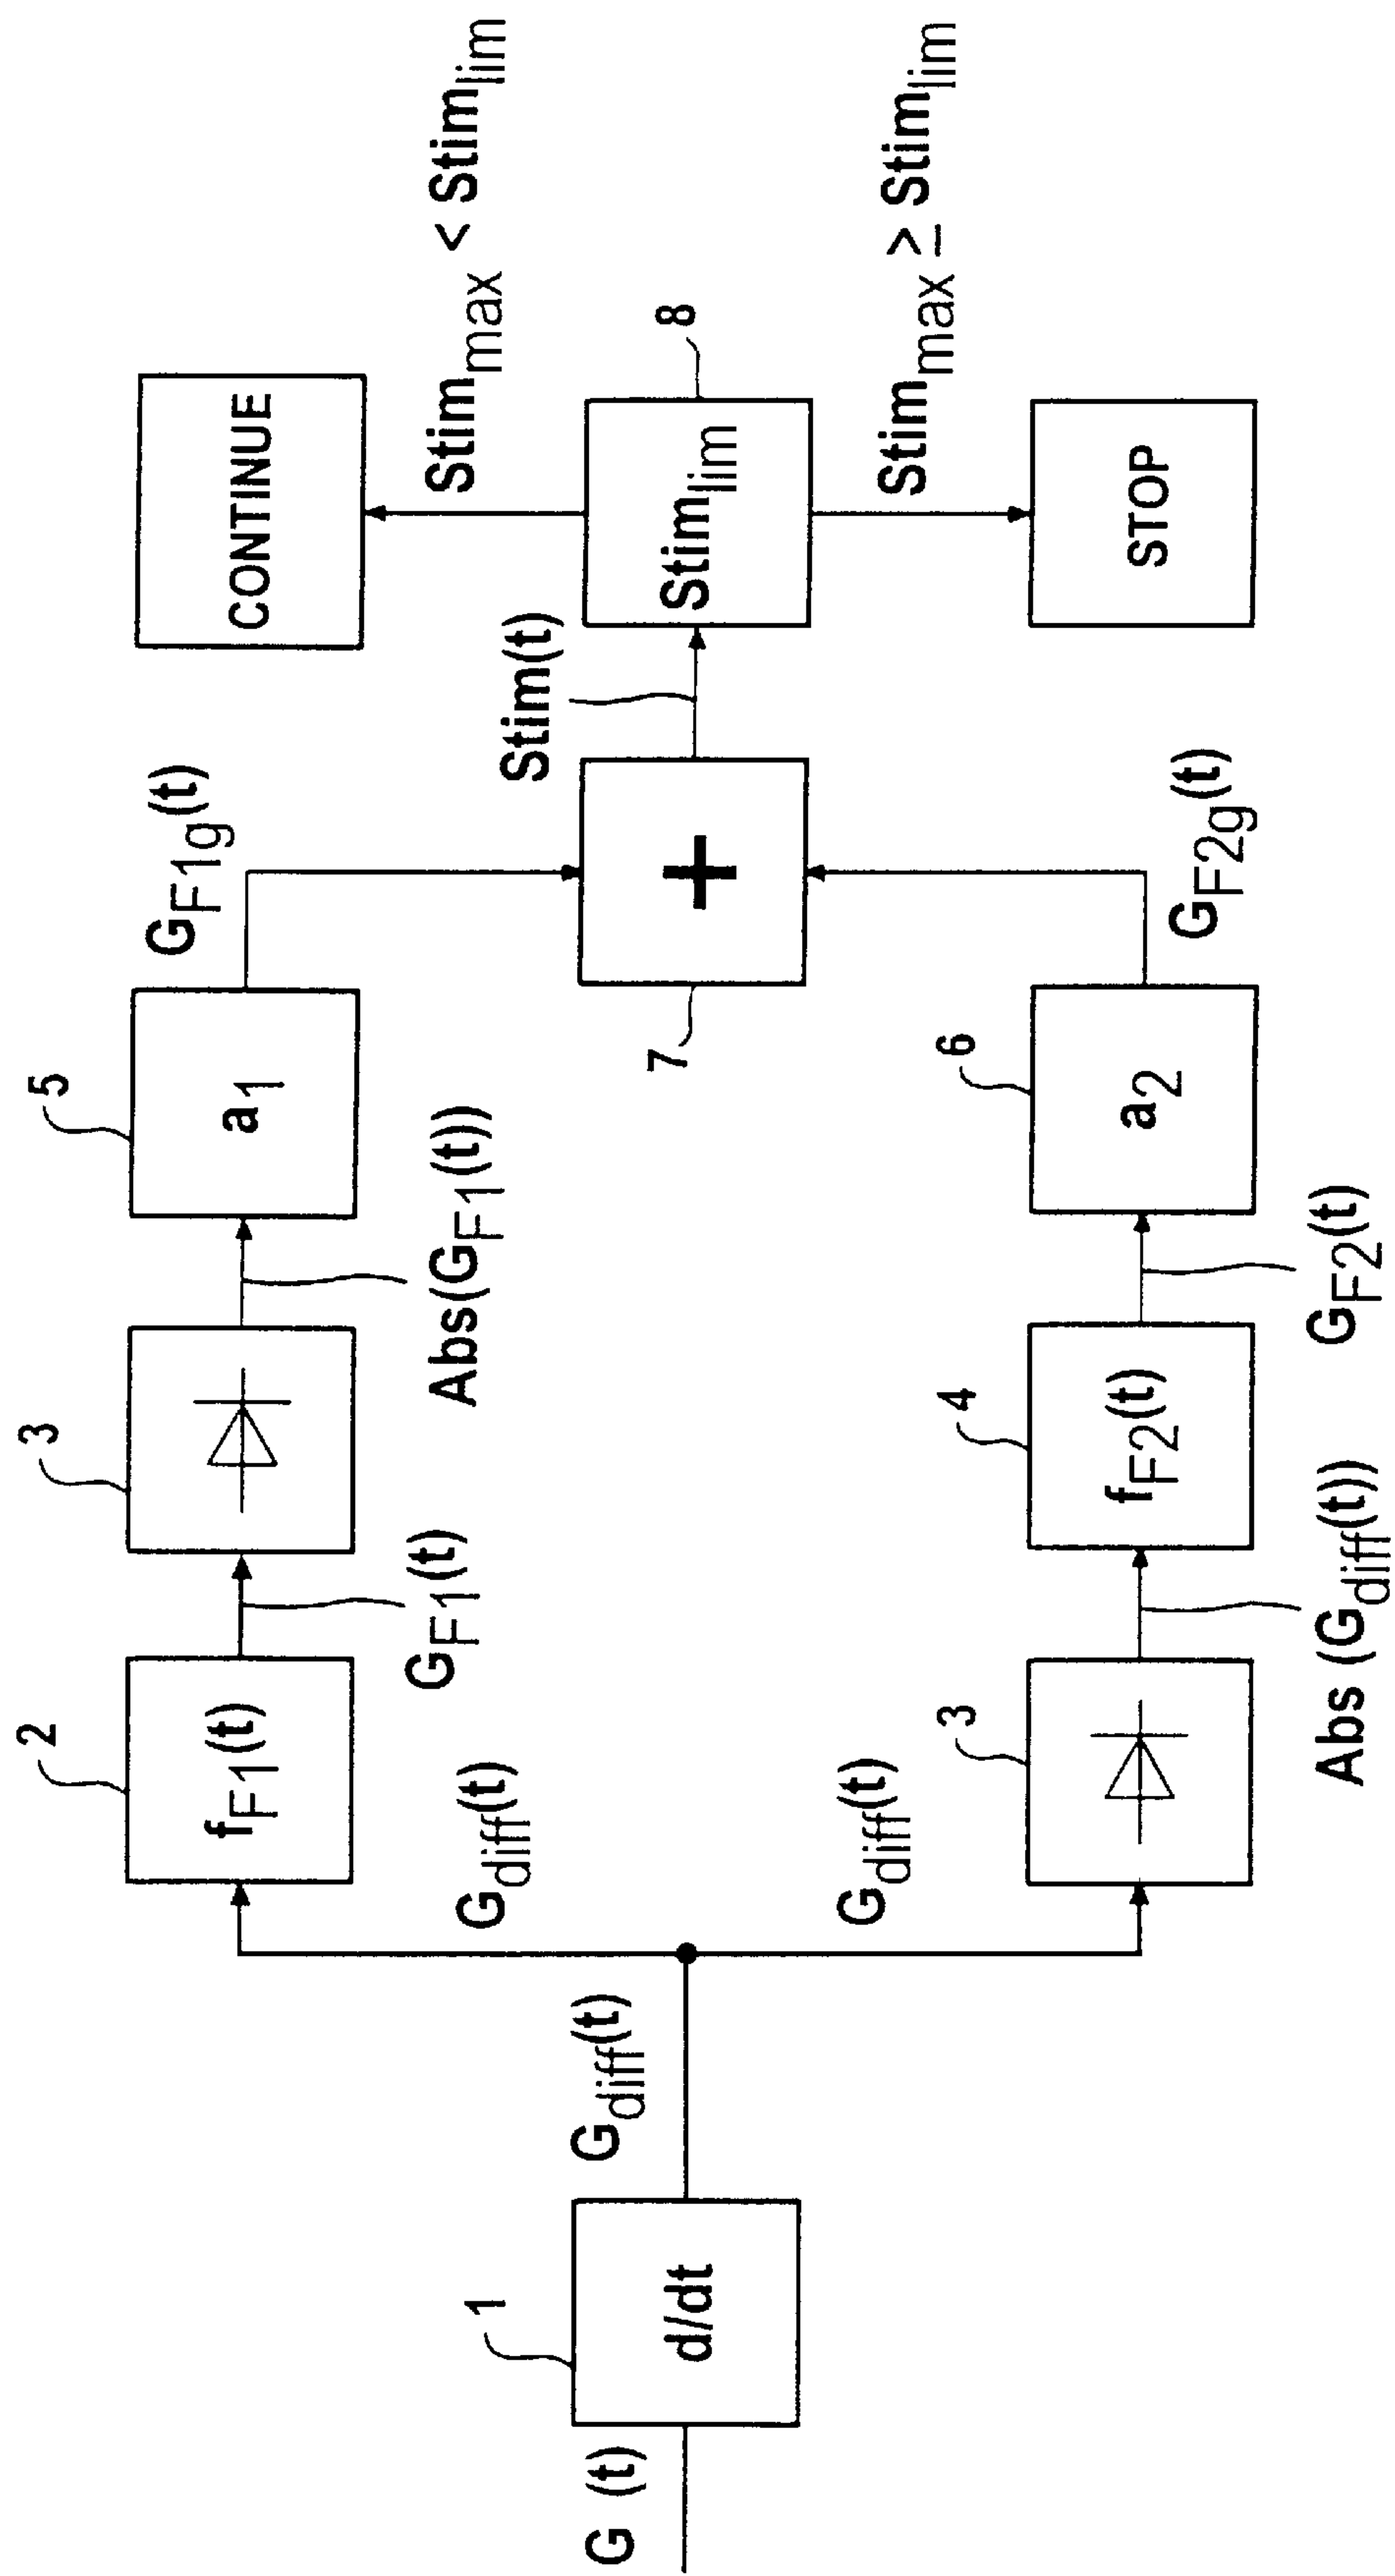 G (t)
1
d/dt
G_diff(t)
G_diff(t)
G_diff(t)
2
f_F1(t)
G_F1(t)
3
Abs(G_F1(t))
5
a_1
G_F1g(t)
3
Abs (G_diff(t))
4
f_F2(t)
G_F2(t)
6
a_2
G_F2g(t)
7
+
Stim(t)
8
Stim_lim
CONTINUE
Stim_max < Stim_lim
STOP
Stim_max ≥ Stim_lim